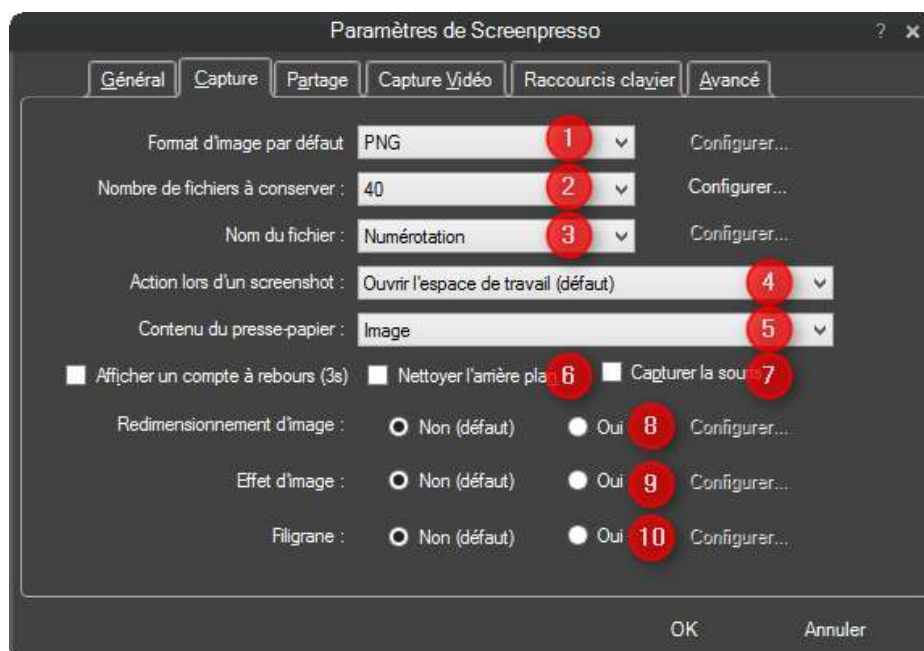 Paramètres de Screenpresso ? ×
Général Capture Partage Capture Vidéo Raccourcis clavier Avancé
Format d'image par défaut PNG 1 Configurer...
Nombre de fichiers à conserver : 40 2 Configurer...
Nom du fichier : Numérotation 3 Configurer...
Action lors d'un screenshot : Ouvrir l'espace de travail (défaut) 4
Contenu du presse-papier : Image 5
Afficher un compte à rebours (3s) Nettoyer l'arrière plan 6 Capturer la souris 7
Redimensionnement d'image : Non (défaut) Oui 8 Configurer...
Effet d'image : Non (défaut) Oui 9 Configurer...
Filigrane : Non (défaut) Oui 10 Configurer...
OK Annuler